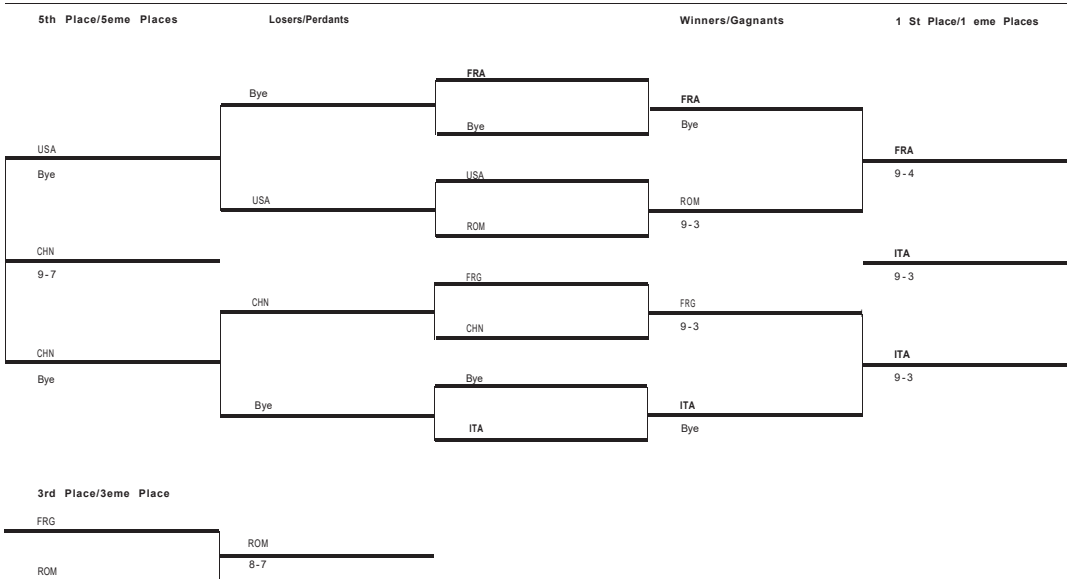 5th Place/5eme Places Losers/Perdants Winners/Gagnants 1 St Place/1 eme Places
FRA
Bye
FRA
Bye
Bye
USA
Bye
FRA
9-4
USA
USA
ROM
ROM
9-3
CHN
9-7
ITA
9-3
FRG
CHN
FRG
9-3
CHN
CHN
Bye
ITA
9-3
Bye
Bye
ITA
ITA
Bye
3rd Place/3eme Place
FRG
ROM
8-7
ROM